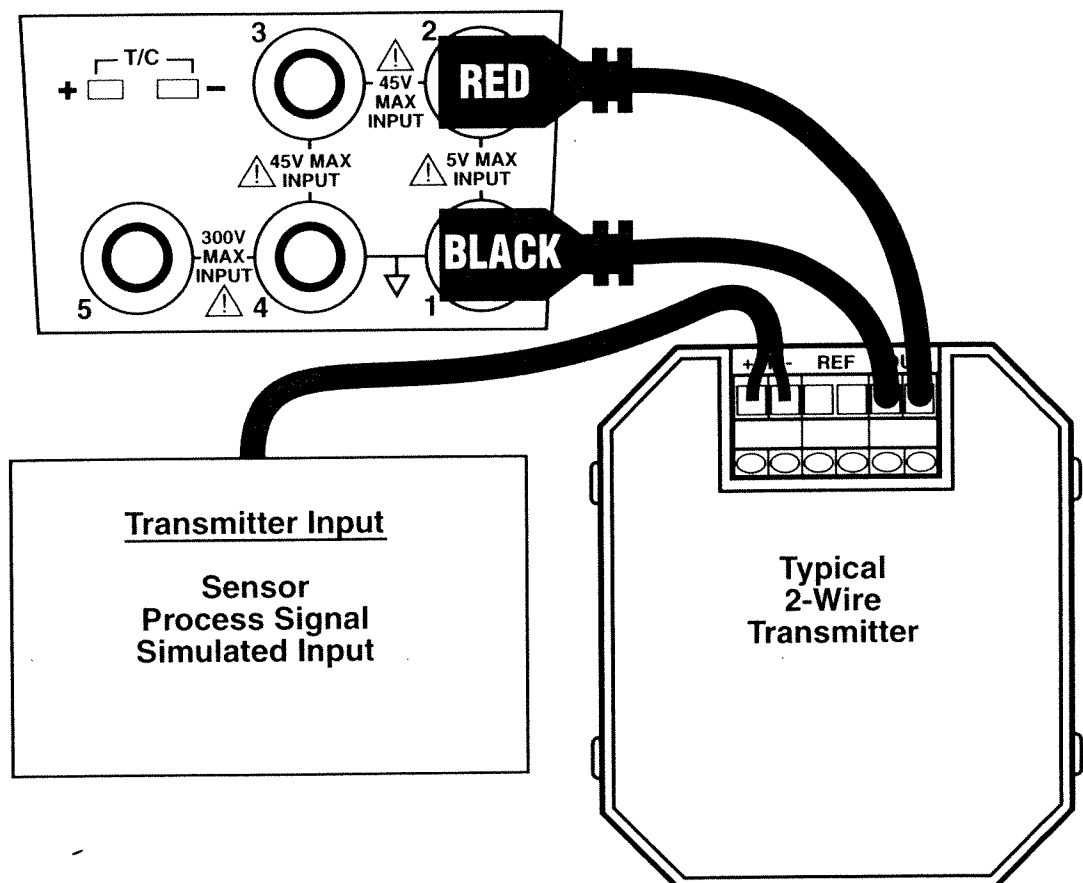 3
2
T/C
+
-
45V
MAX
INPUT
RED
45V MAX
INPUT
5V MAX
INPUT
300V
MAX
INPUT
BLACK
5
4
1
+
-
REF
Transmitter Input
Sensor
Process Signal
Simulated Input
Typical
2-Wire
Transmitter